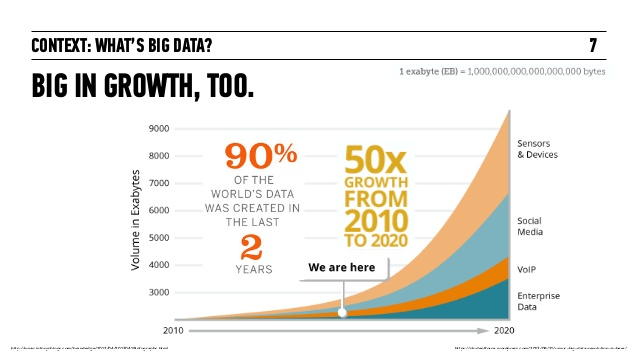 CONTEXT: WHAT'S BIG DATA?
7
BIG IN GROWTH, TOO.
1 exabyte (EB) = 1,000,000,000,000,000,000 bytes
Volume in Exabytes
9000
8000
7000
6000
5000
4000
3000
90%
OF THE
WORLD'S DATA
WAS CREATED IN
THE LAST
2
YEARS
50x
GROWTH
FROM
2010
TO 2020
We are here
Sensors
& Devices
Social
Media
VoIP
Enterprise
Data
2010
2020